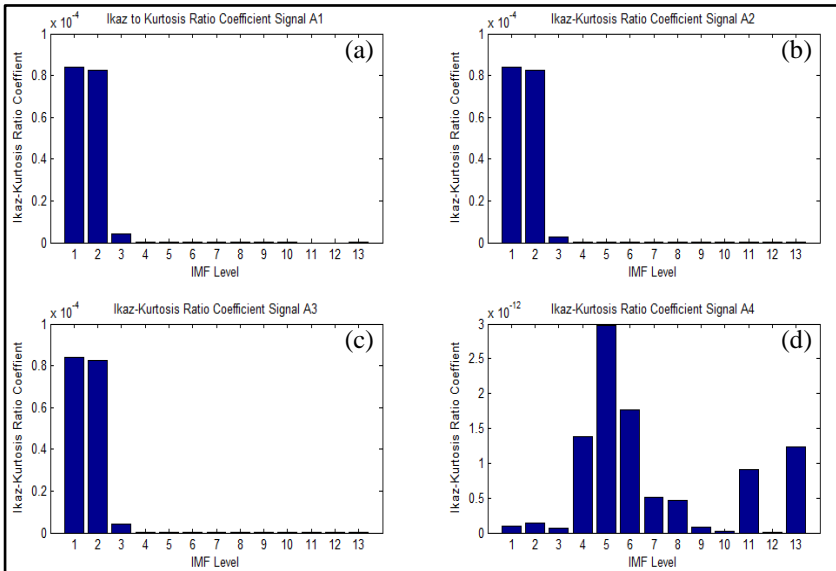 Ikaz to Kurtosis Ratio Coefficient Signal A1
x 10^-4
(a)
1
0.8
0.6
0.4
0.2
0
Ikaz-Kurtosis Ratio Coeffient
1 2 3 4 5 6 7 8 9 10 11 12 13
IMF Level
Ikaz-Kurtosis Ratio Coefficient Signal A2
x 10^-4
(b)
1
0.8
0.6
0.4
0.2
0
Ikaz-Kurtosis Ratio Coeffient
1 2 3 4 5 6 7 8 9 10 11 12 13
IMF Level
Ikaz-Kurtosis Ratio Coefficient Signal A3
x 10^-4
(c)
1
0.8
0.6
0.4
0.2
0
Ikaz-Kurtosis Ratio Coeffient
1 2 3 4 5 6 7 8 9 10 11 12 13
IMF Level
Ikaz-Kurtosis Ratio Coefficient Signal A4
x 10^-12
(d)
3
2.5
2
1.5
1
0.5
0
Ikaz-Kurtosis Ratio Coeffient
1 2 3 4 5 6 7 8 9 10 11 12 13
IMF Level